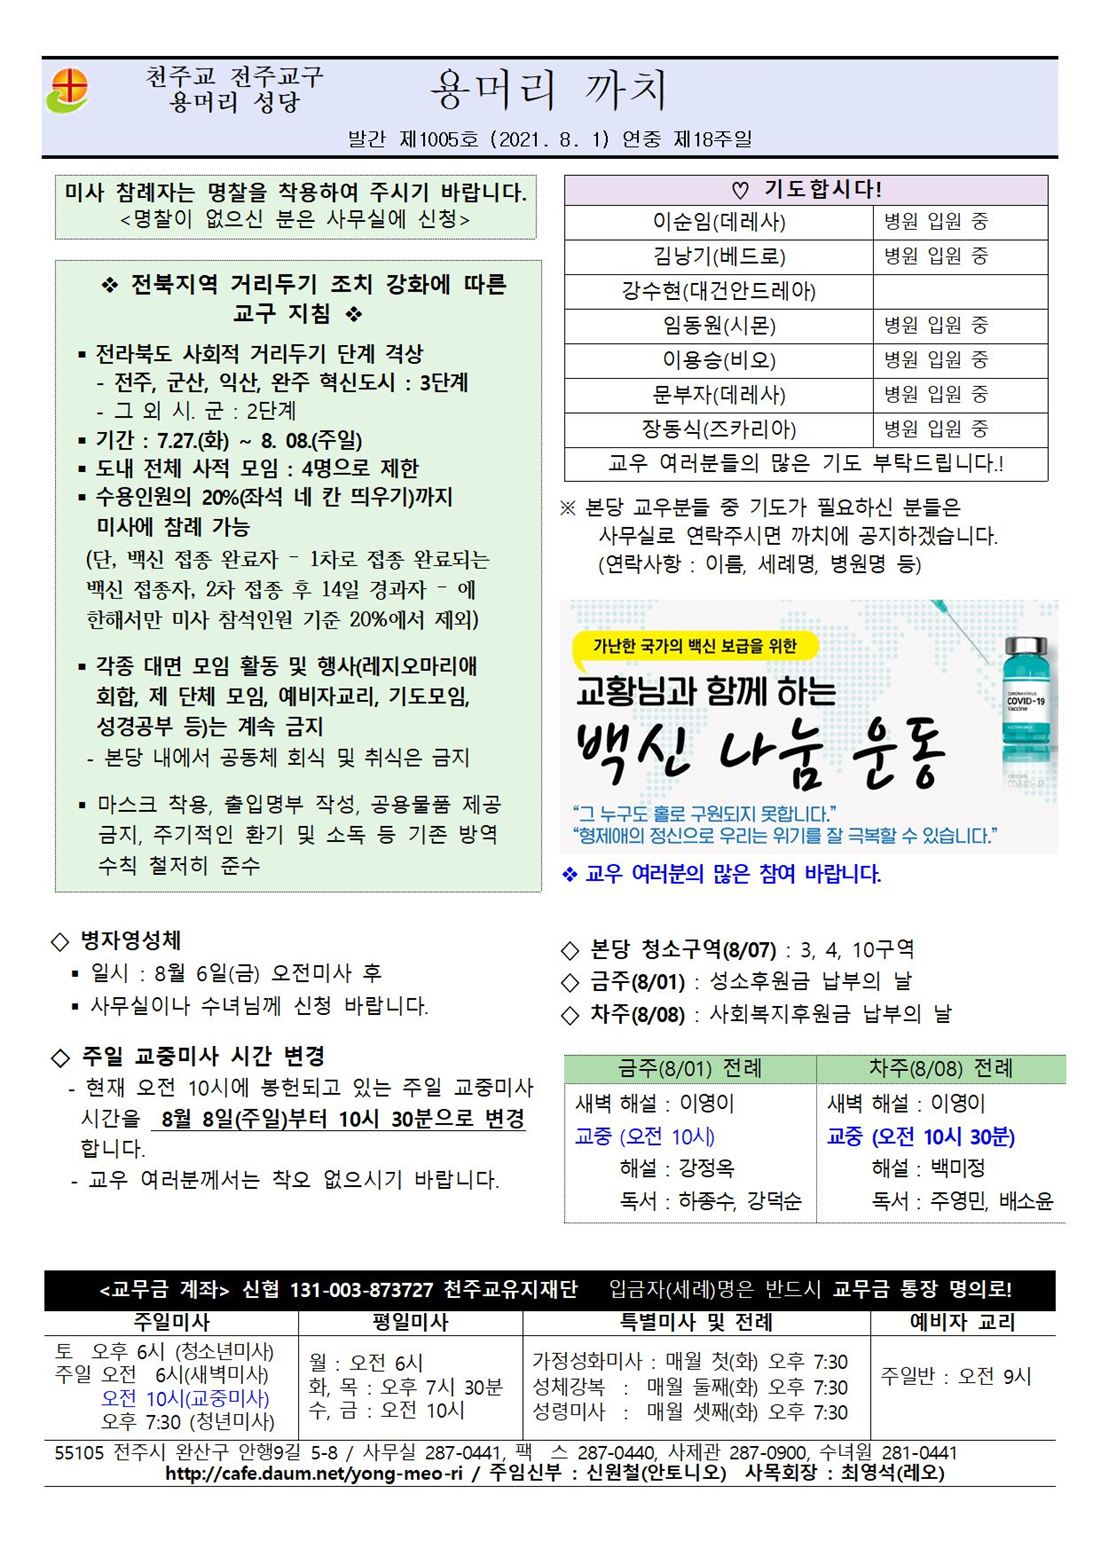 천주교 전주교구
용머리 성당
용머리 까치
발간 제1005호 (2021. 8. 1) 연중 제18주일
미사 참례자는 명찰을 착용하여 주시기 바랍니다.
<명찰이 없으신 분은 사무실에 신청>
❖ 전북지역 거리두기 조치 강화에 따른
교구 지침 ❖
▪ 전라북도 사회적 거리두기 단계 격상
- 전주, 군산, 익산, 완주 혁신도시 : 3단계
- 그 외 시. 군 : 2단계
▪ 기간 : 7.27.(화) ~ 8. 08.(주일)
▪ 도내 전체 사적 모임 : 4명으로 제한
▪ 수용인원의 20%(좌석 네 칸 띄우기)까지
미사에 참례 가능
(단, 백신 접종 완료자 - 1차로 접종 완료되는
백신 접종자, 2차 접종 후 14일 경과자 - 에
한해서만 미사 참석인원 기준 20%에서 제외)
▪ 각종 대면 모임 활동 및 행사(레지오마리애
회합, 제 단체 모임, 예비자교리, 기도모임,
성경공부 등)는 계속 금지
- 본당 내에서 공동체 회식 및 취식은 금지
▪ 마스크 착용, 출입명부 작성, 공용물품 제공
금지, 주기적인 환기 및 소독 등 기존 방역
수칙 철저히 준수
◇ 병자영성체
▪ 일시 : 8월 6일(금) 오전미사 후
▪ 사무실이나 수녀님께 신청 바랍니다.
◇ 주일 교중미사 시간 변경
- 현재 오전 10시에 봉헌되고 있는 주일 교중미사
시간을 8월 8일(주일)부터 10시 30분으로 변경
합니다.
- 교우 여러분께서는 착오 없으시기 바랍니다.
♡ 기도합시다!
이순임(데레사) 병원 입원 중
김낭기(베드로) 병원 입원 중
강수현(대건안드레아)
임동원(시몬) 병원 입원 중
이용승(비오) 병원 입원 중
문부자(데레사) 병원 입원 중
장동식(즈카리아) 병원 입원 중
교우 여러분들의 많은 기도 부탁드립니다.!
※ 본당 교우분들 중 기도가 필요하신 분들은
사무실로 연락주시면 까치에 공지하겠습니다.
(연락사항 : 이름, 세례명, 병원명 등)
가난한 국가의 백신 보급을 위한
교황님과 함께 하는
백신 나눔 운동
CORONAVIRUS
COVID-19
Vaccine
“그 누구도 홀로 구원되지 못합니다.”
“형제애의 정신으로 우리는 위기를 잘 극복할 수 있습니다.”
❖ 교우 여러분의 많은 참여 바랍니다.
◇ 본당 청소구역(8/07) : 3, 4, 10구역
◇ 금주(8/01) : 성소후원금 납부의 날
◇ 차주(8/08) : 사회복지후원금 납부의 날
금주(8/01) 전례 차주(8/08) 전례
새벽 해설 : 이영이 새벽 해설 : 이영이
교중 (오전 10시) 교중 (오전 10시 30분)
해설 : 강정옥 해설 : 백미정
독서 : 하종수, 강덕순 독서 : 주영민, 배소윤
<교무금 계좌> 신협 131-003-873727 천주교유지재단 입금자(세례)명은 반드시 교무금 통장 명의로!
주일미사 평일미사 특별미사 및 전례 예비자 교리
토 오후 6시 (청소년미사)
주일 오전 6시(새벽미사)
오전 10시(교중미사)
오후 7:30 (청년미사)
월 : 오전 6시
화, 목 : 오후 7시 30분
수, 금 : 오전 10시
가정성화미사 : 매월 첫(화) 오후 7:30
성체강복 : 매월 둘째(화) 오후 7:30
성령미사 : 매월 셋째(화) 오후 7:30
주일반 : 오전 9시
55105 전주시 완산구 안행9길 5-8 / 사무실 287-0441, 팩 스 287-0440, 사제관 287-0900, 수녀원 281-0441
http://cafe.daum.net/yong-meo-ri / 주임신부 : 신원철(안토니오) 사목회장 : 최영석(레오)